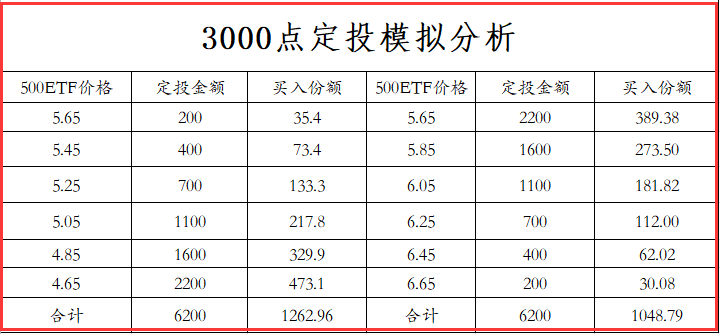 3000点定投模拟分析
500ETF价格 定投金额 买入份额 500ETF价格 定投金额 买入份额
5.65 200 35.4 5.65 2200 389.38
5.45 400 73.4 5.85 1600 273.50
5.25 700 133.3 6.05 1100 181.82
5.05 1100 217.8 6.25 700 112.00
4.85 1600 329.9 6.45 400 62.02
4.65 2200 473.1 6.65 200 30.08
合计 6200 1262.96 合计 6200 1048.79